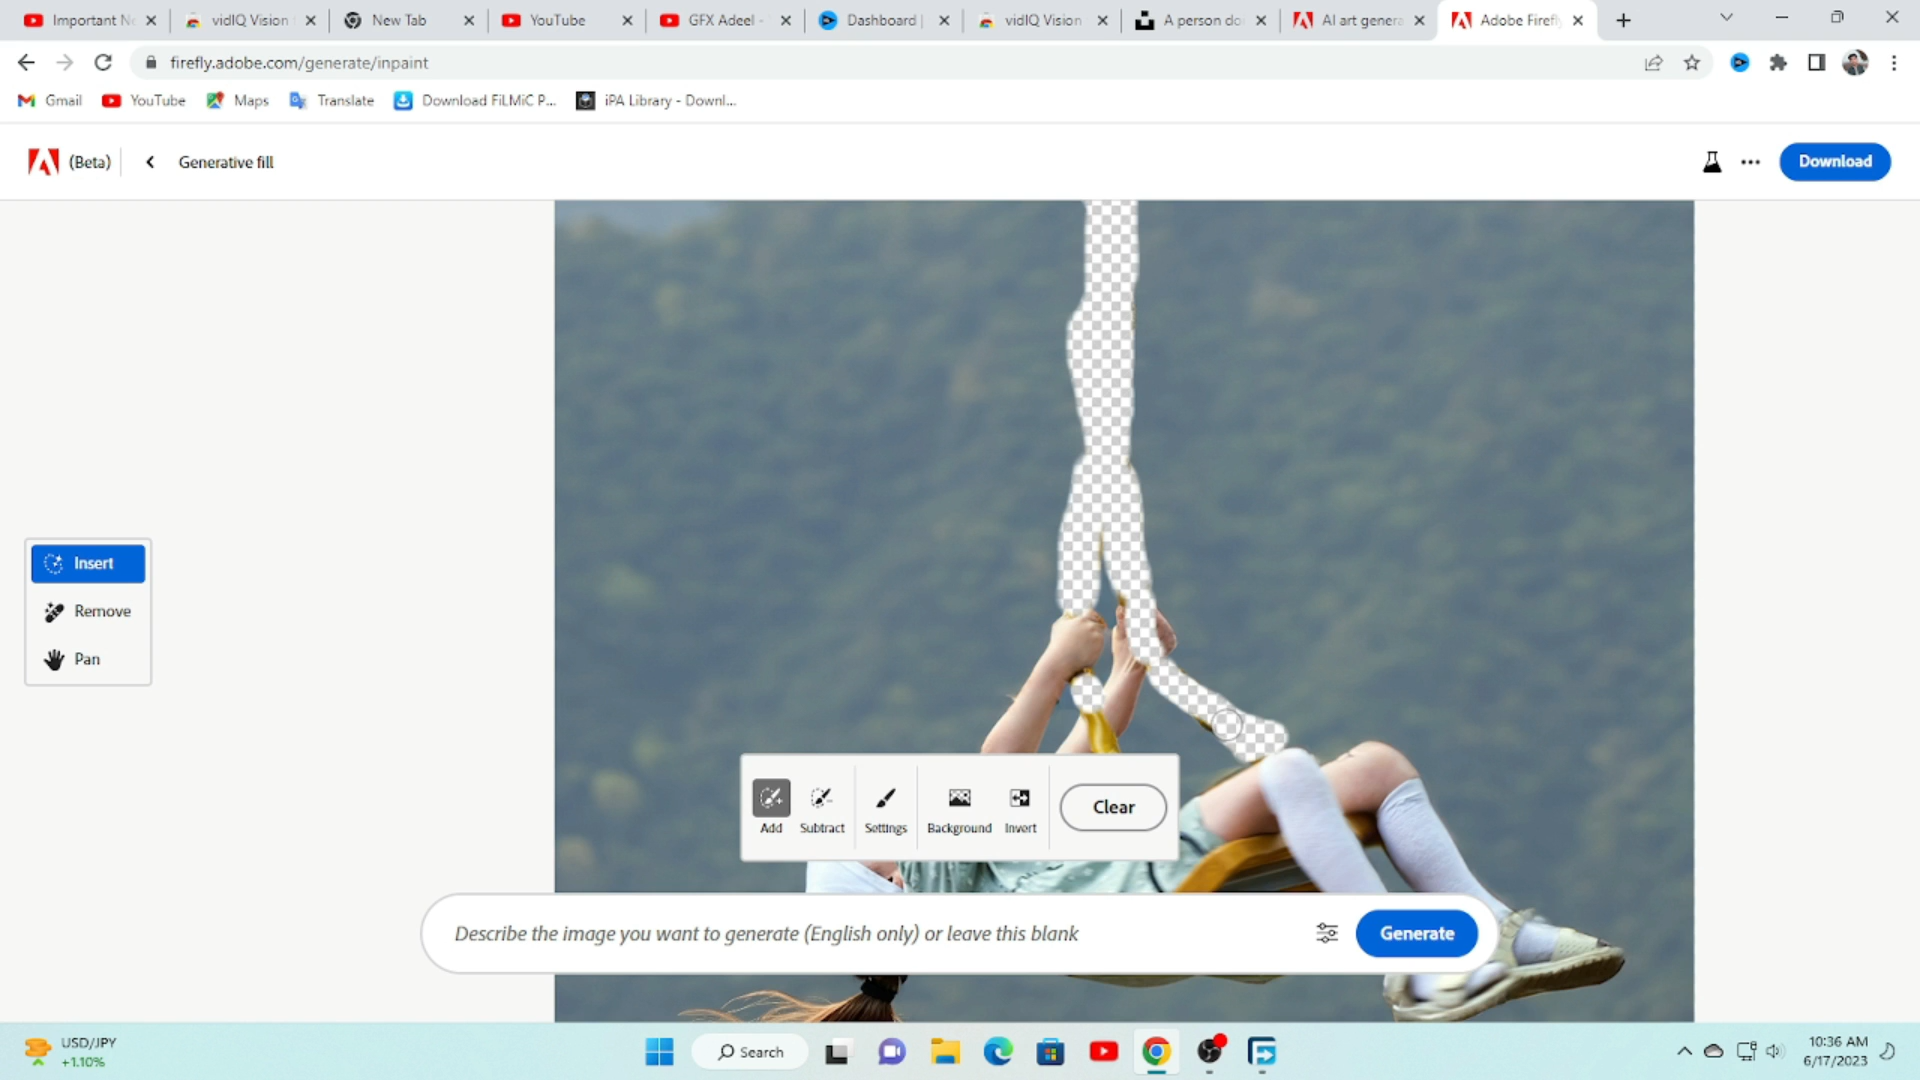 Important Ne
vidIQ Vision
New Tab
YouTube
GFX Adeel -
Dashboard |
vidIQ Vision
A person do
AI art genera
Adobe Firefly
firefly.adobe.com/generate/inpaint
Gmail
YouTube
Maps
Translate
Download FiLMiC P...
iPA Library - Downl...
(Beta)
Generative fill
Download
Insert
Remove
Pan
Add
Subtract
Settings
Background
Invert
Clear
Describe the image you want to generate (English only) or leave this blank
Generate
USD/JPY
+1.10%
Search
10:36 AM
6/17/2023